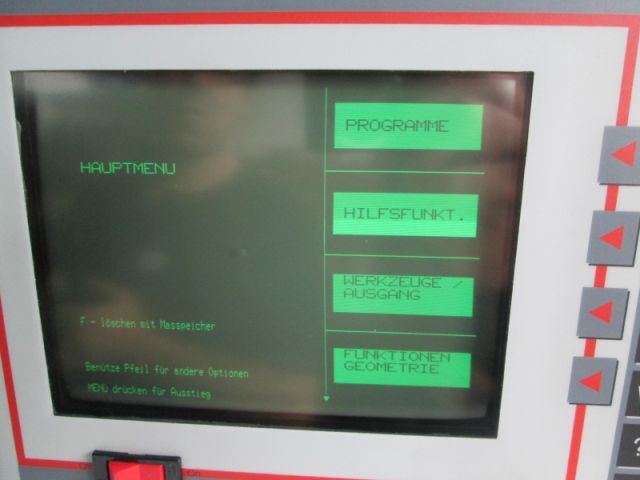 HAUPTMENU
F - löschen mit Masspeicher
Benütze Pfeil für andere Optionen
MENU drücken für Ausstieg
PROGRAMME
HILFSFUNKT.
WERKZEUGE /
AUSGANG
FUNKTIONEN
GEOMETRIE
On
?